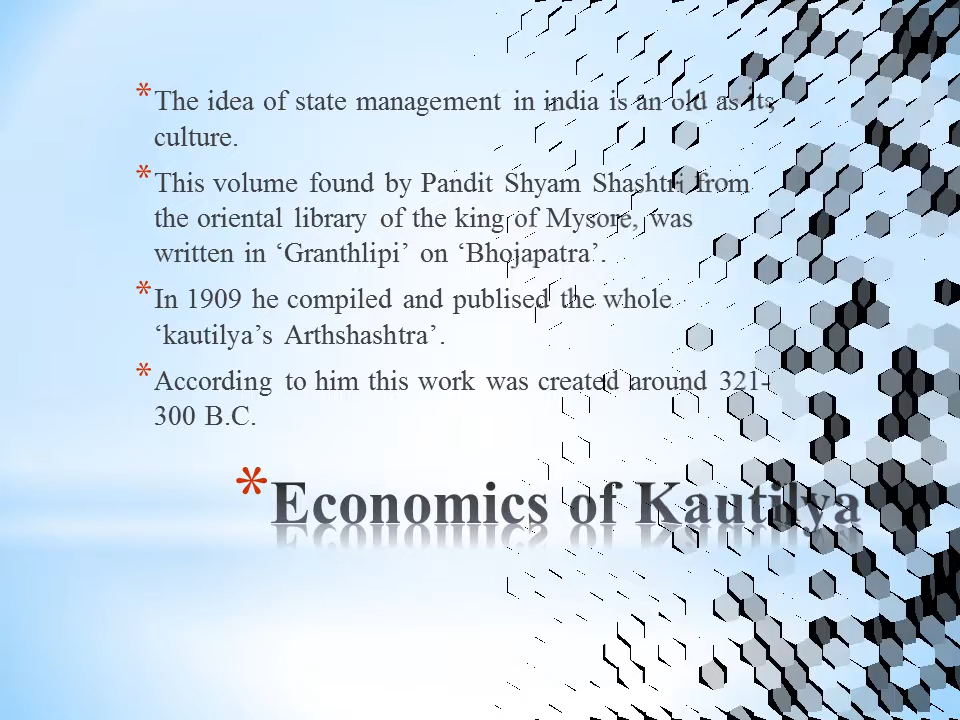 * The idea of state management in india is an old as its
culture.
* This volume found by Pandit Shyam Shashtri from
the oriental library of the king of Mysore, was
written in ‘Granthlipi’ on ‘Bhojapatra’.
* In 1909 he compiled and publised the whole
‘kautilya’s Arthshashtra’.
* According to him this work was created around 321-
300 B.C.
* Economics of Kautilya